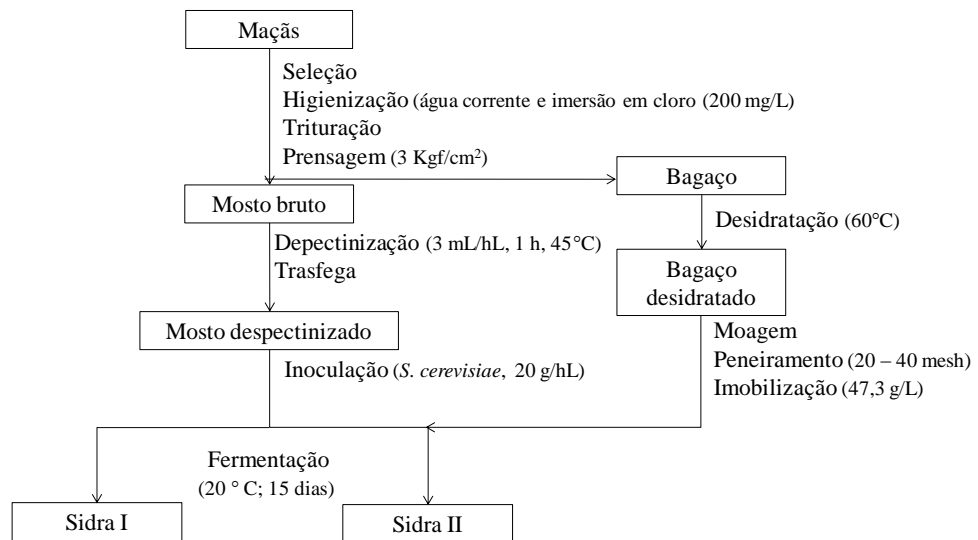 Maçãs
Seleção
Higienização (água corrente e imersão em cloro (200 mg/L)
Trituração
Prensagem (3 Kgf/cm²)
Bagaço
Mosto bruto
Desidratação (60°C)
Depectinização (3 mL/hL, 1 h, 45°C)
Trasfega
Bagaço
desidratado
Mosto despectinizado
Moagem
Peneiramento (20 – 40 mesh)
Imobilização (47,3 g/L)
Inoculação (S. cerevisiae, 20 g/hL)
Fermentação
(20 ° C; 15 dias)
Sidra I
Sidra II